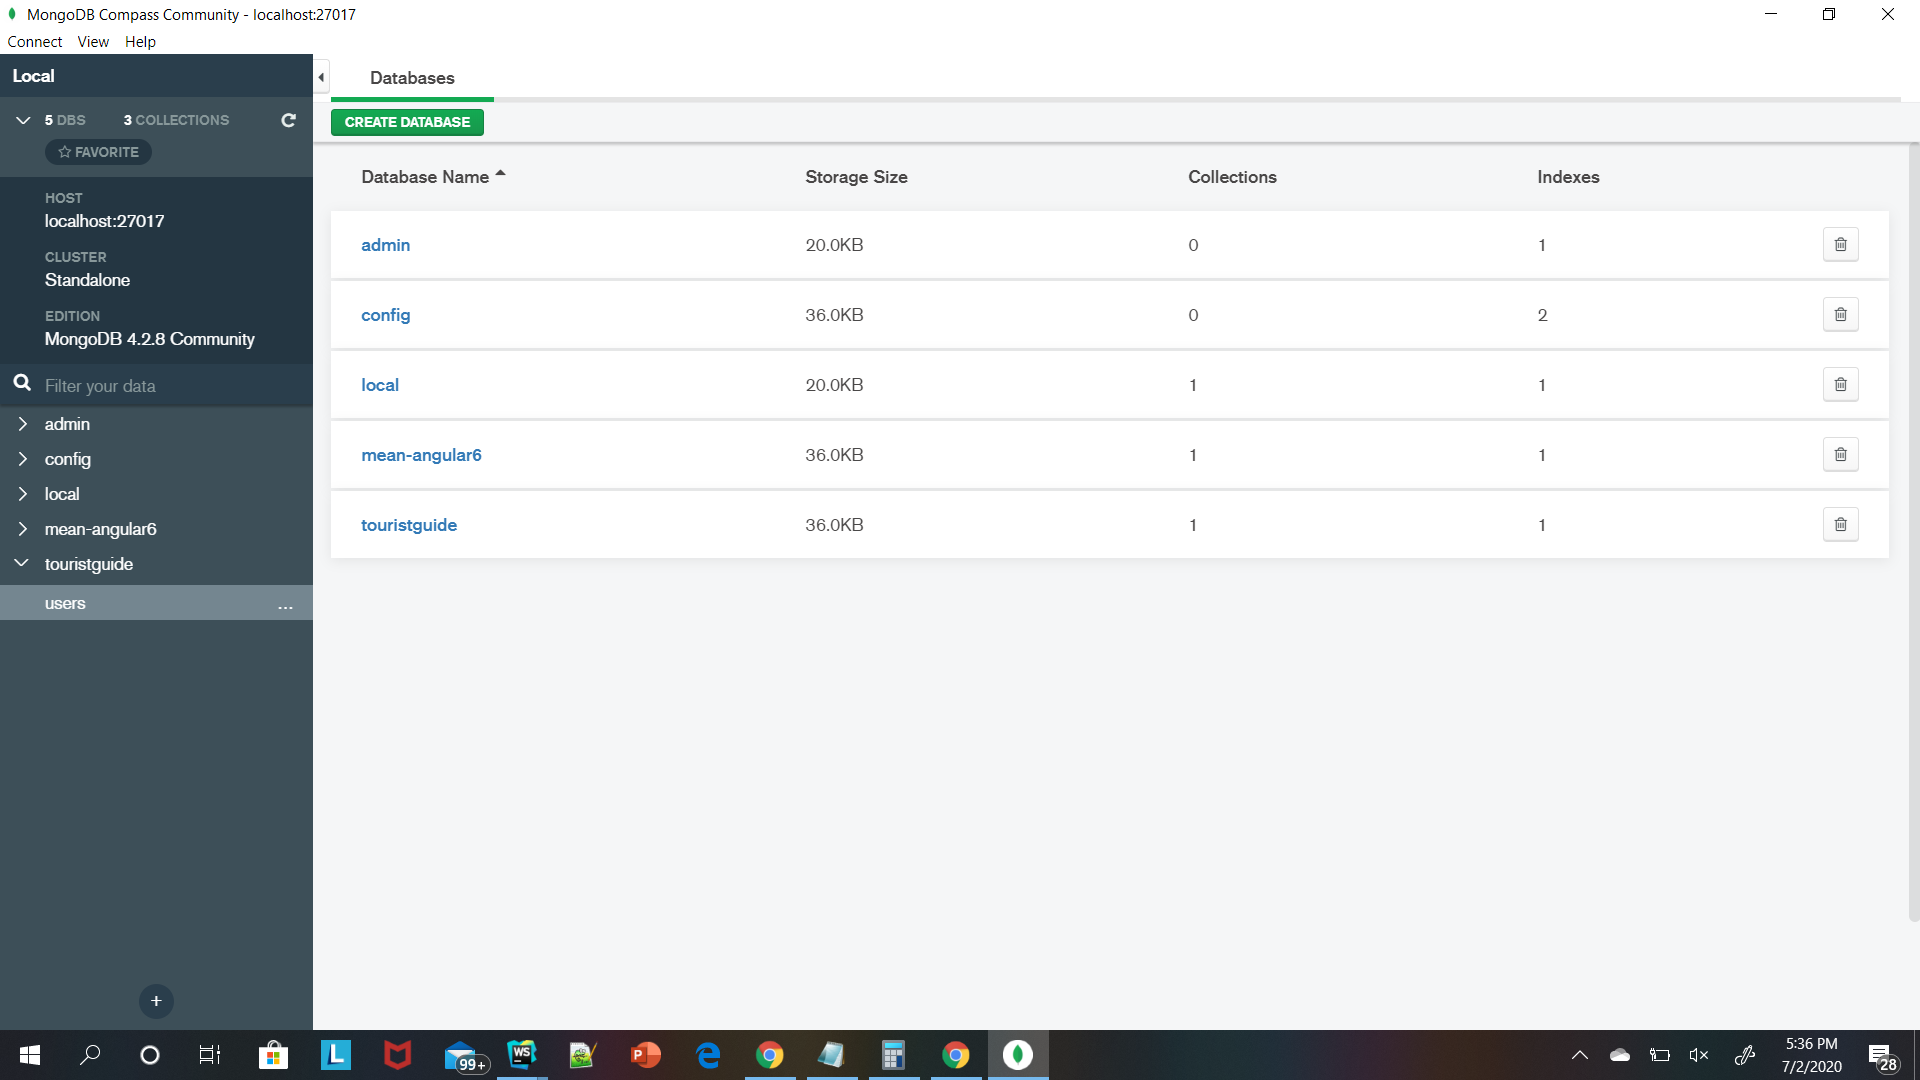 MongoDB Compass Community - localhost:27017
Connect View Help
Local
5 DBS 3 COLLECTIONS
FAVORITE
HOST
localhost:27017
CLUSTER
Standalone
EDITION
MongoDB 4.2.8 Community
Filter your data
admin
config
local
mean-angular6
touristguide
users ...
Databases
CREATE DATABASE
Database Name Storage Size Collections Indexes
admin 20.0KB 0 1
config 36.0KB 0 2
local 20.0KB 1 1
mean-angular6 36.0KB 1 1
touristguide 36.0KB 1 1
+
L
99+
WS
P
5:36 PM
7/2/2020
28